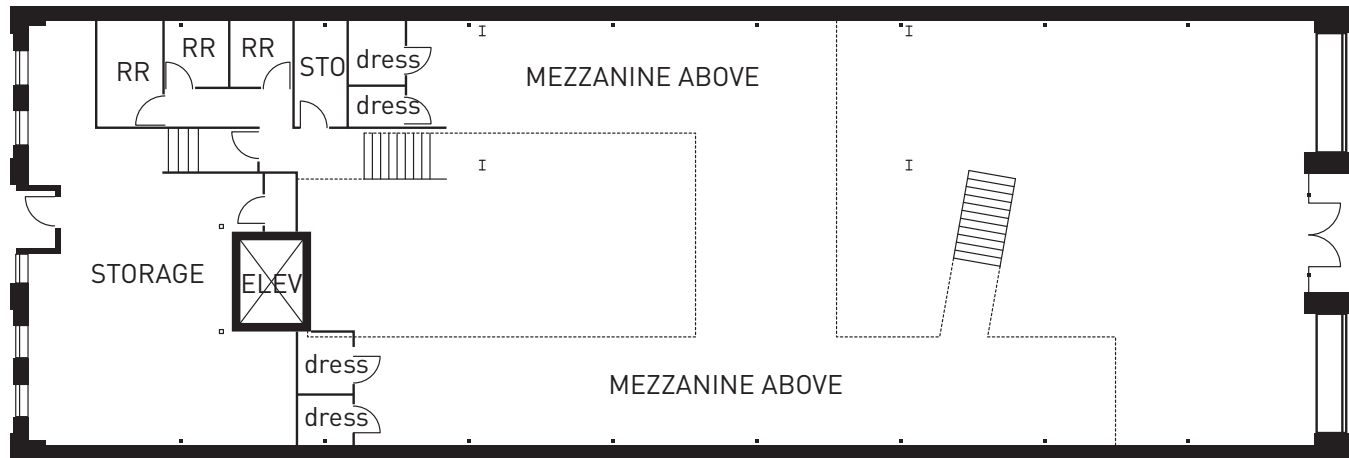 RR
RR
RR
STO
dress
dress
MEZZANINE ABOVE
STORAGE
ELEV
dress
dress
MEZZANINE ABOVE